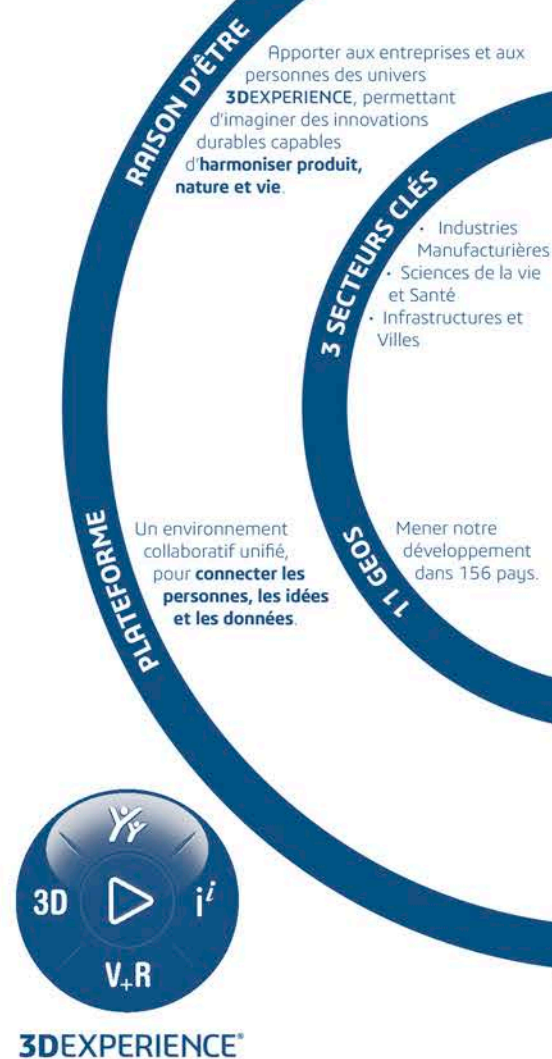 RAISON D'ÊTRE
Apporter aux entreprises et aux
personnes des univers
3DEXPERIENCE, permettant
d'imaginer des innovations
durables capables
d'harmoniser produit,
nature et vie.
3 SECTEURS CLÉS
• Industries
Manufacturières
• Sciences de la vie
et Santé
• Infrastructures et
Villes
PLATEFORME
Un environnement
collaboratif unifié,
pour connecter les
personnes, les idées
et les données.
11 GEOS
Mener notre
développement
dans 156 pays.
3D
iⁱ
V+R
3DEXPERIENCE®